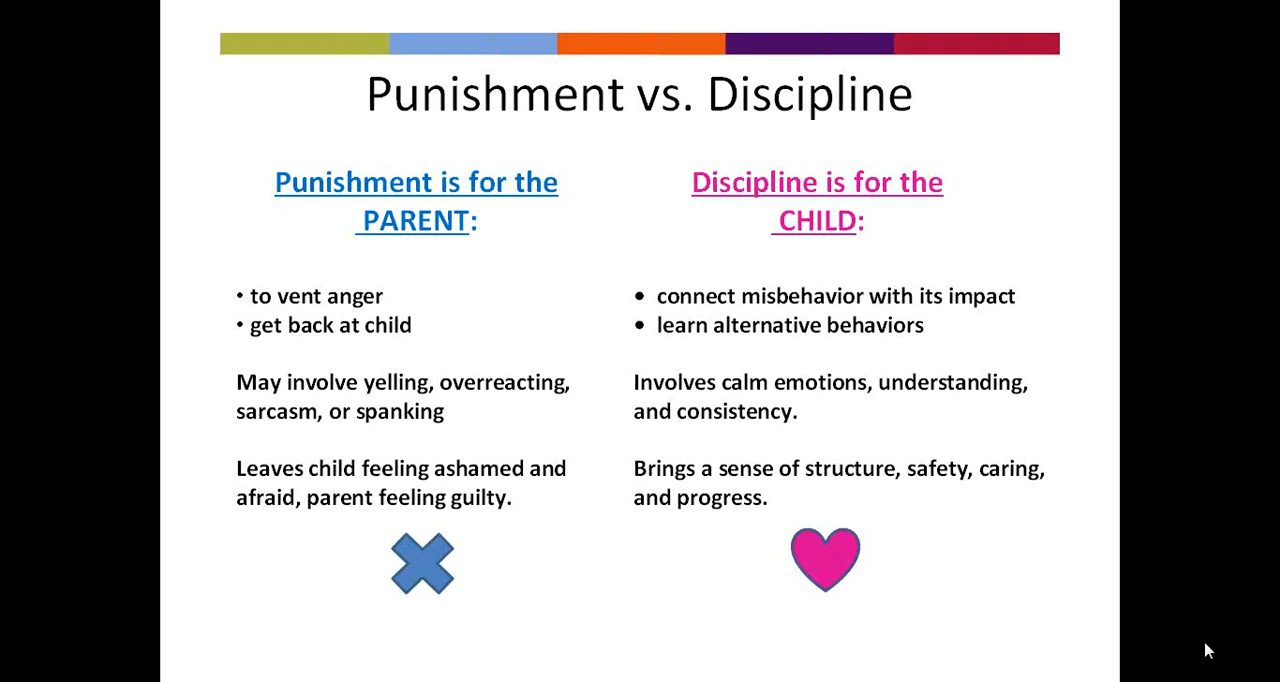 Punishment vs. Discipline
Punishment is for the
PARENT:
• to vent anger
• get back at child
May involve yelling, overreacting,
sarcasm, or spanking
Leaves child feeling ashamed and
afraid, parent feeling guilty.
Discipline is for the
CHILD:
• connect misbehavior with its impact
• learn alternative behaviors
Involves calm emotions, understanding,
and consistency.
Brings a sense of structure, safety, caring,
and progress.